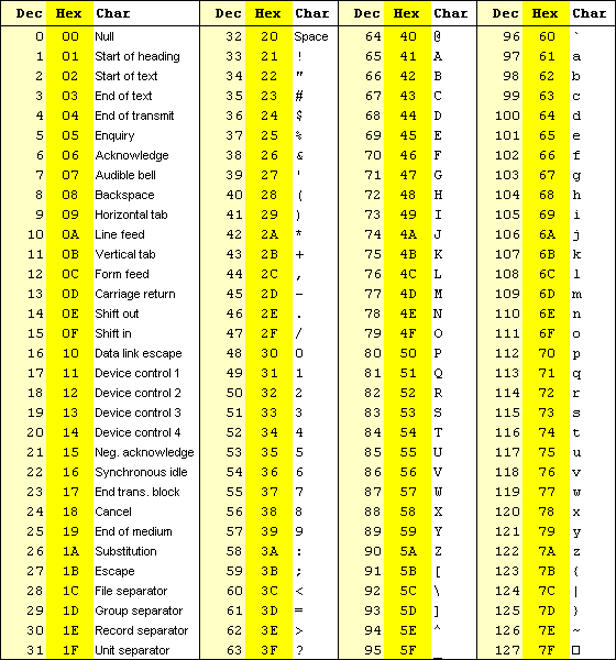 Dec Hex Char Dec Hex Char Dec Hex Char Dec Hex Char
0 00 Null 32 20 Space 64 40 @ 96 60 `
1 01 Start of heading 33 21 ! 65 41 A 97 61 a
2 02 Start of text 34 22 " 66 42 B 98 62 b
3 03 End of text 35 23 # 67 43 C 99 63 c
4 04 End of transmit 36 24 $ 68 44 D 100 64 d
5 05 Enquiry 37 25 % 69 45 E 101 65 e
6 06 Acknowledge 38 26 & 70 46 F 102 66 f
7 07 Audible bell 39 27 ' 71 47 G 103 67 g
8 08 Backspace 40 28 ( 72 48 H 104 68 h
9 09 Horizontal tab 41 29 ) 73 49 I 105 69 i
10 0A Line feed 42 2A * 74 4A J 106 6A j
11 0B Vertical tab 43 2B + 75 4B K 107 6B k
12 0C Form feed 44 2C , 76 4C L 108 6C l
13 0D Carriage return 45 2D - 77 4D M 109 6D m
14 0E Shift out 46 2E . 78 4E N 110 6E n
15 0F Shift in 47 2F / 79 4F O 111 6F o
16 10 Data link escape 48 30 0 80 50 P 112 70 p
17 11 Device control 1 49 31 1 81 51 Q 113 71 q
18 12 Device control 2 50 32 2 82 52 R 114 72 r
19 13 Device control 3 51 33 3 83 53 S 115 73 s
20 14 Device control 4 52 34 4 84 54 T 116 74 t
21 15 Neg. acknowledge 53 35 5 85 55 U 117 75 u
22 16 Synchronous idle 54 36 6 86 56 V 118 76 v
23 17 End trans. block 55 37 7 87 57 W 119 77 w
24 18 Cancel 56 38 8 88 58 X 120 78 x
25 19 End of medium 57 39 9 89 59 Y 121 79 y
26 1A Substitution 58 3A : 90 5A Z 122 7A z
27 1B Escape 59 3B ; 91 5B [ 123 7B {
28 1C File separator 60 3C < 92 5C \ 124 7C |
29 1D Group separator 61 3D = 93 5D ] 125 7D }
30 1E Record separator 62 3E > 94 5E ^ 126 7E ~
31 1F Unit separator 63 3F ? 95 5F _ 127 7F □